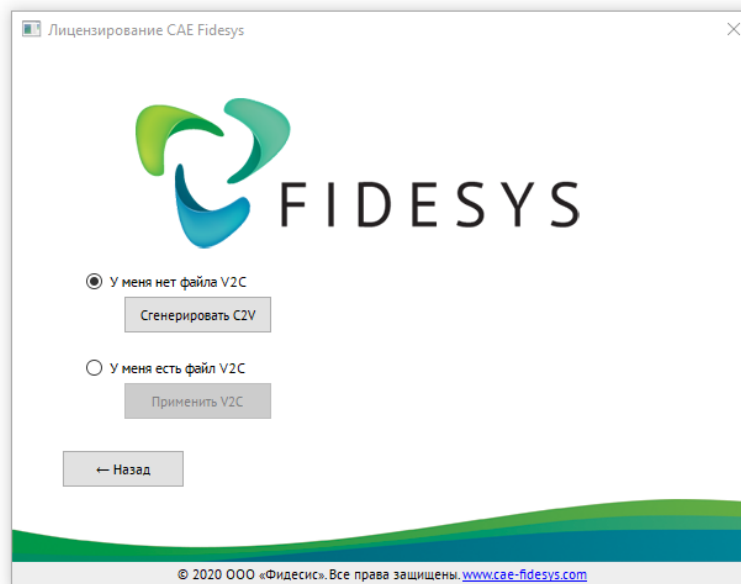 Лицензирование CAE Fidesys
FIDESYS
У меня нет файла V2C
Сгенерировать C2V
У меня есть файл V2C
Применить V2C
← Назад
© 2020 ООО «Фидесис». Все права защищены. www.cae-fidesys.com